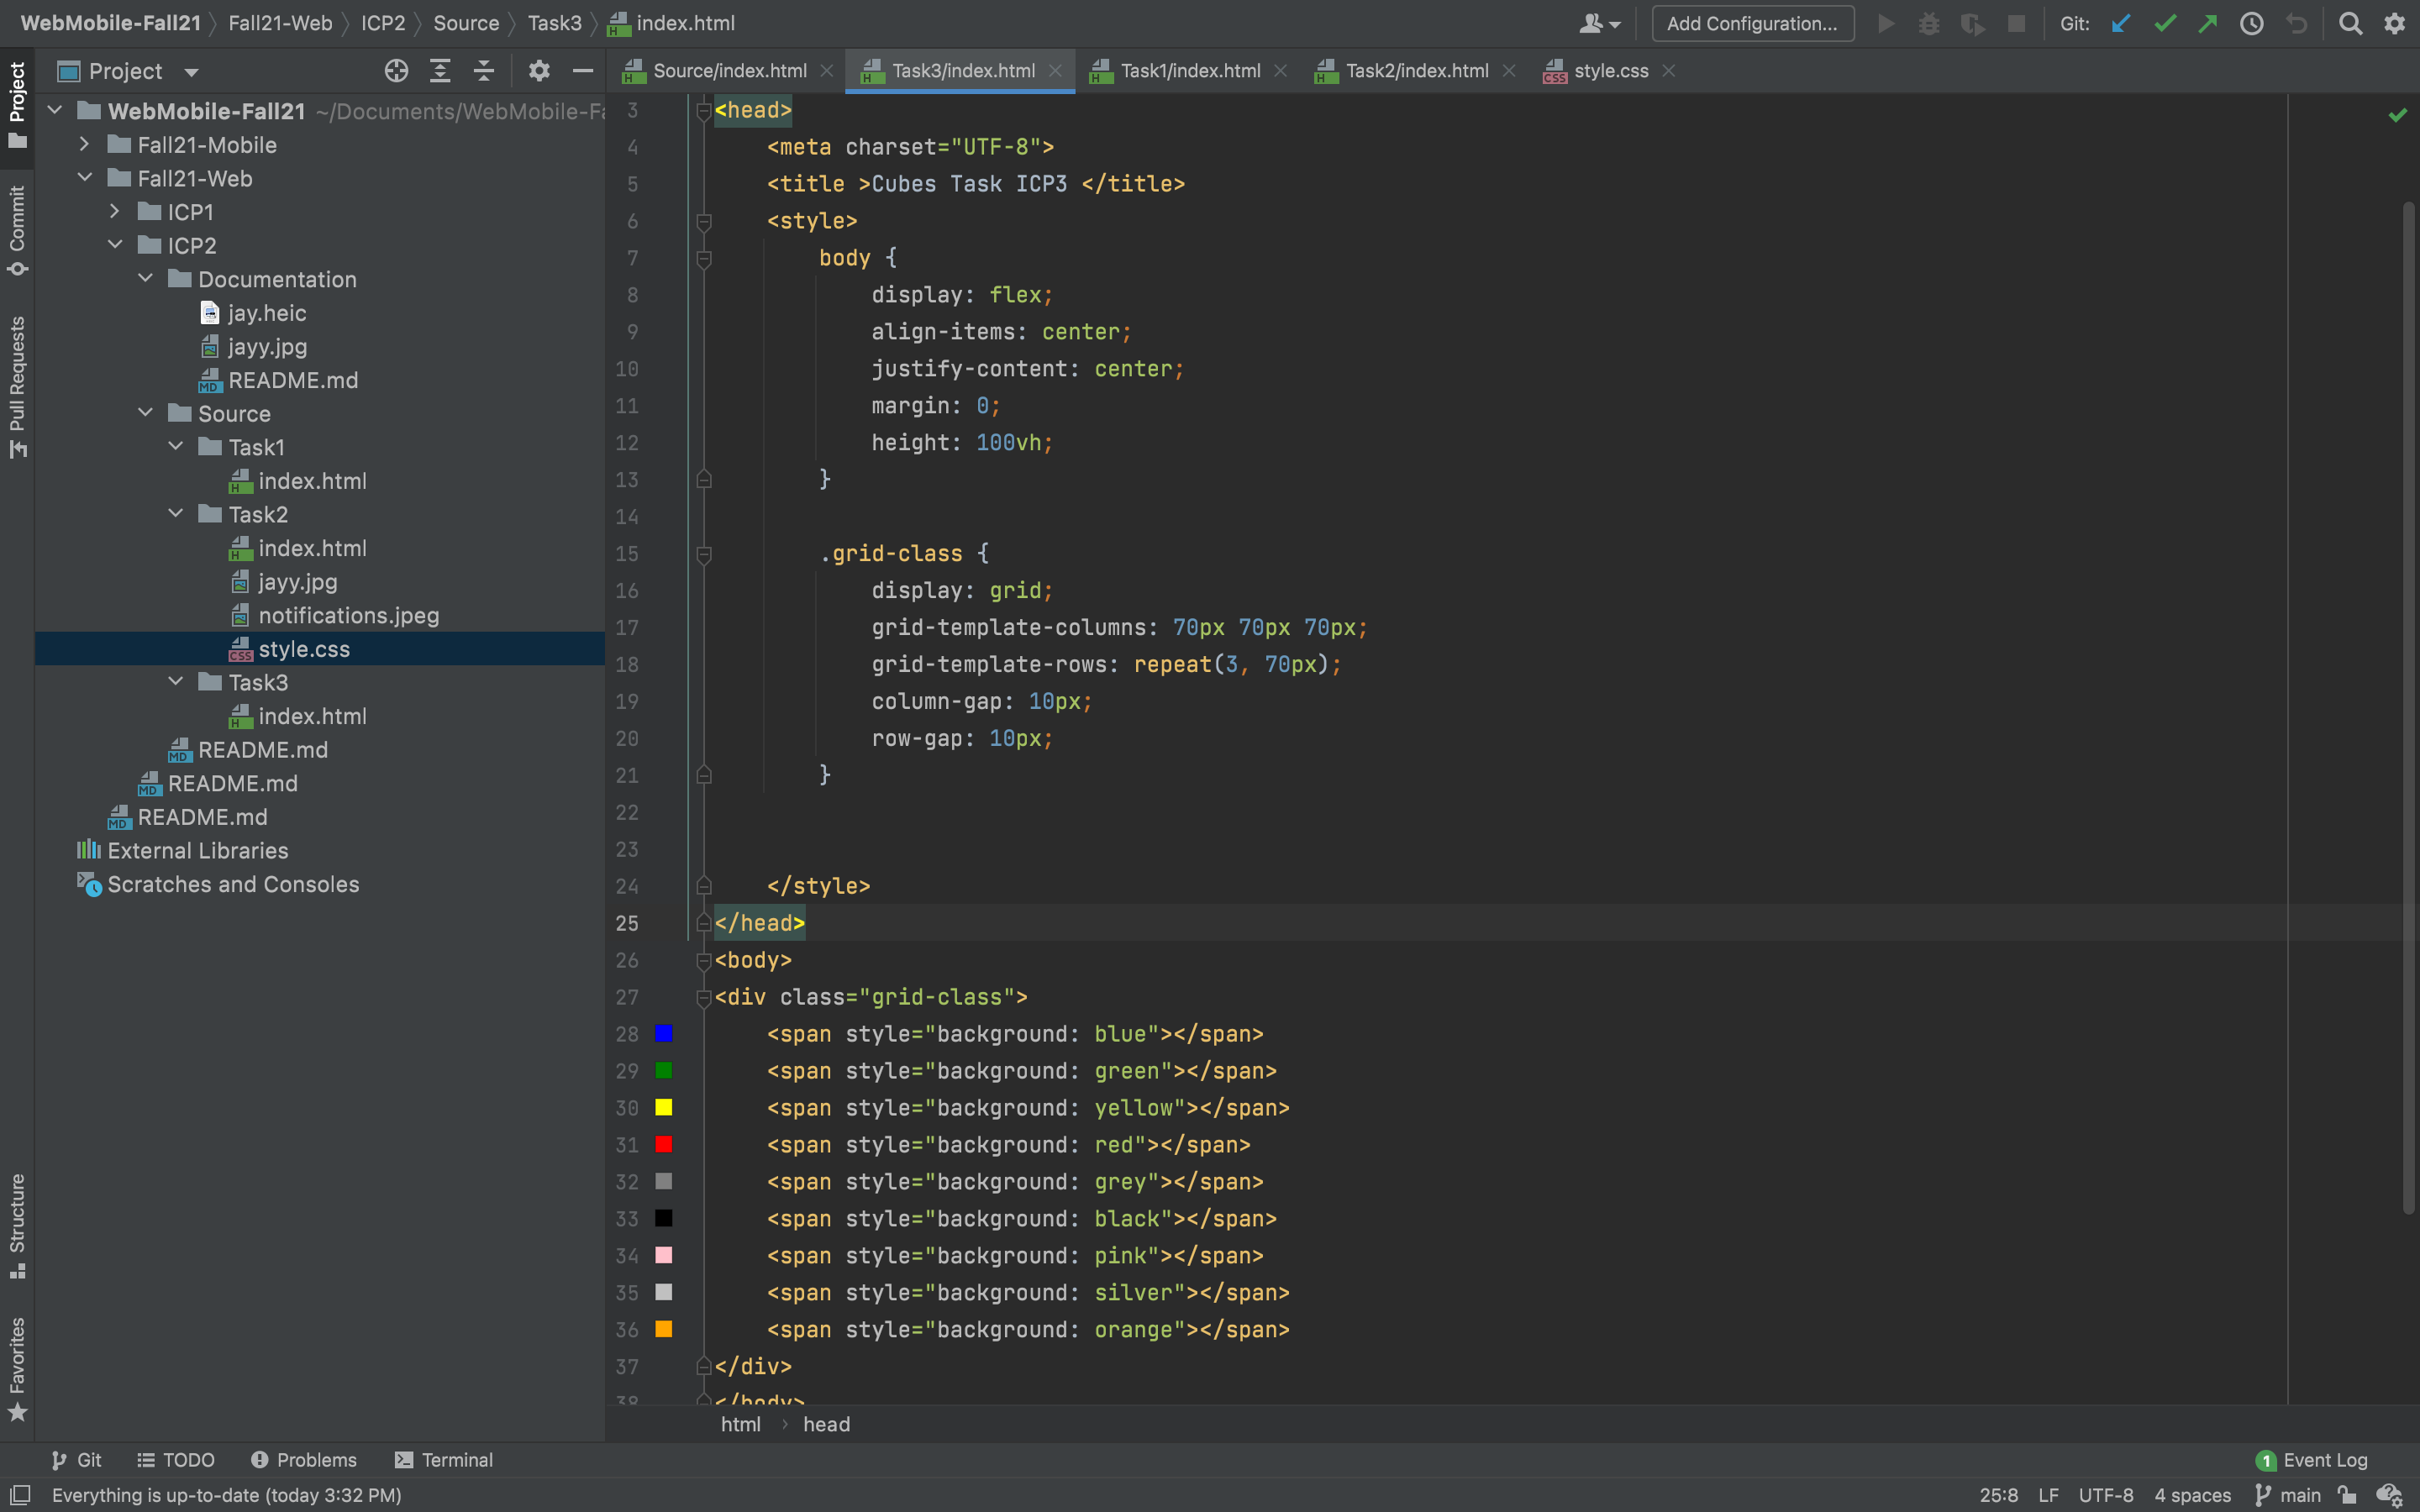 WebMobile-Fall21 Fall21-Web ICP2 Source Task3 index.html Add Configuration... Git:
Project
Source/index.html Task3/index.html Task1/index.html Task2/index.html style.css
Project
Commit
Pull Requests
Structure
Favorites
WebMobile-Fall21 ~/Documents/WebMobile-Fa
Fall21-Mobile
Fall21-Web
ICP1
ICP2
Documentation
jay.heic
jayy.jpg
README.md
Source
Task1
index.html
Task2
index.html
jayy.jpg
notifications.jpeg
style.css
Task3
index.html
README.md
README.md
README.md
External Libraries
Scratches and Consoles
3 <head>
4 <meta charset="UTF-8">
5 <title >Cubes Task ICP3 </title>
6 <style>
7 body {
8 display: flex;
9 align-items: center;
10 justify-content: center;
11 margin: 0;
12 height: 100vh;
13 }
14
15 .grid-class {
16 display: grid;
17 grid-template-columns: 70px 70px 70px;
18 grid-template-rows: repeat(3, 70px);
19 column-gap: 10px;
20 row-gap: 10px;
21 }
22
23
24 </style>
25 </head>
26 <body>
27 <div class="grid-class">
28 <span style="background: blue"></span>
29 <span style="background: green"></span>
30 <span style="background: yellow"></span>
31 <span style="background: red"></span>
32 <span style="background: grey"></span>
33 <span style="background: black"></span>
34 <span style="background: pink"></span>
35 <span style="background: silver"></span>
36 <span style="background: orange"></span>
37 </div>
38 </body>
html head
Git TODO Problems Terminal 1 Event Log
Everything is up-to-date (today 3:32 PM) 25:8 LF UTF-8 4 spaces main